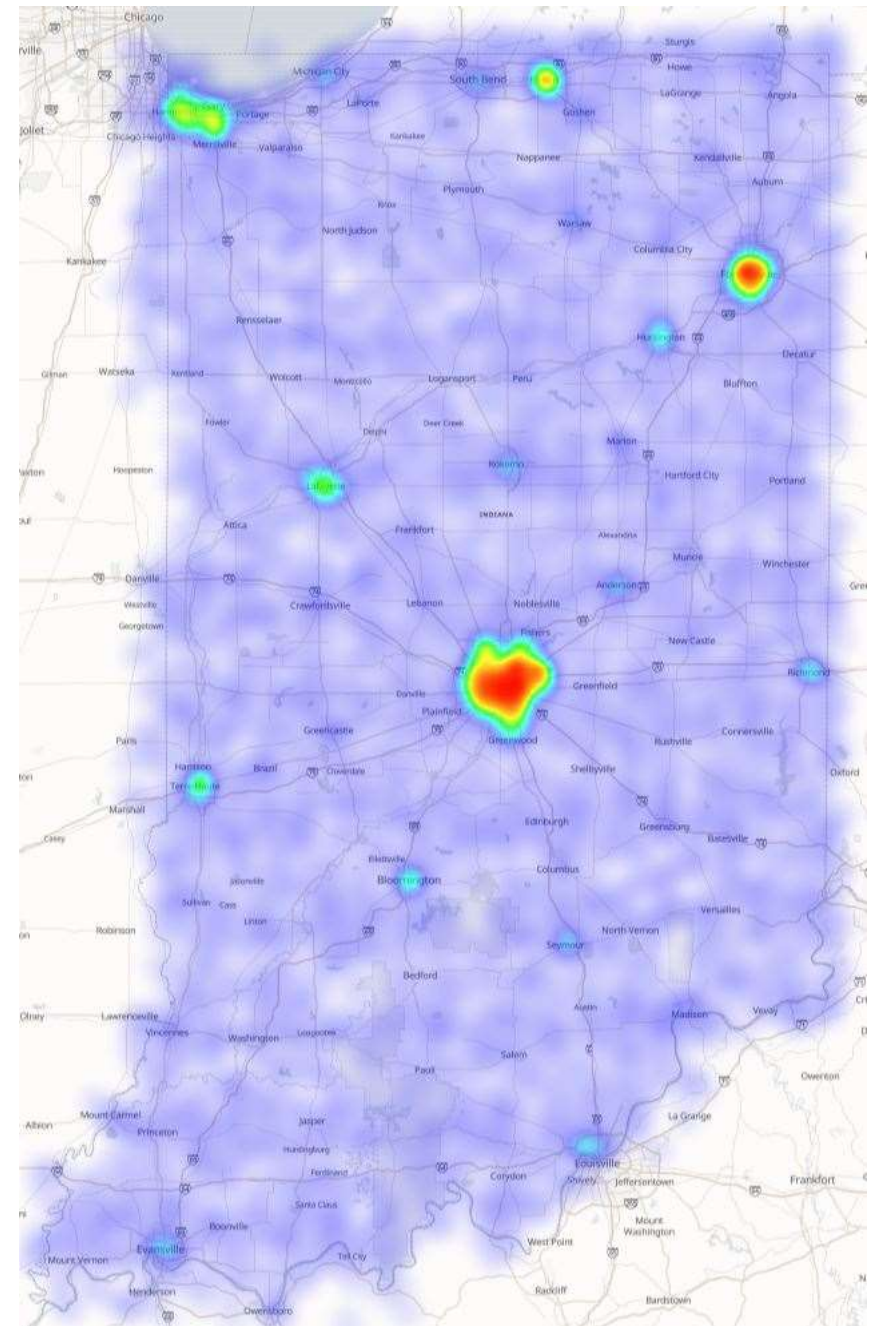 Chicago
Sturgis
Michigan City
South Bend
Howe
LaPorte
LaGrange
Angola
Portage
Goshen
Joliet
Chicago Heights
Merrillville
Valparaiso
Kankakee
Nappanee
Kendallville
Plymouth
Auburn
Knox
Warsaw
North Judson
Columbia City
Kankakee
Rensselaer
Huntington
Decatur
Gilman
Watseka
Kentland
Wolcott
Monticello
Logansport
Peru
Bluffton
Fowler
Delphi
Deer Creek
Marion
Hoopeston
Kokomo
Hartford City
Portland
Lafayette
INDIANA
Attica
Frankfort
Alexandria
Muncie
Winchester
Danville
Anderson
Westville
Crawfordsville
Lebanon
Noblesville
Georgetown
Fishers
New Castle
Richmond
Greenfield
Danville
Plainfield
Greencastle
Connersville
Paris
Greenwood
Rushville
Harrison
Brazil
Cloverdale
Shelbyville
Oxford
Terre Haute
Marshall
Edinburgh
Greensburg
Batesville
Casey
Ellettsville
Columbus
Bloomington
Jasonville
Sullivan
Cass
Versailles
Linton
Robinson
North Vernon
Seymour
Bedford
Austin
Olney
Lawrenceville
Madison
Vevay
Vincennes
Washington
Loogootee
Salem
Paoli
Owenton
Mount Carmel
La Grange
Albion
Princeton
Jasper
Huntingburg
Louisville
Ferdinand
Corydon
Shively
Jeffersontown
Frankfort
Santa Claus
Boonville
Mount
Washington
Evansville
West Point
Mount Vernon
Tell City
Henderson
Radcliff
Bardstown
Owensboro